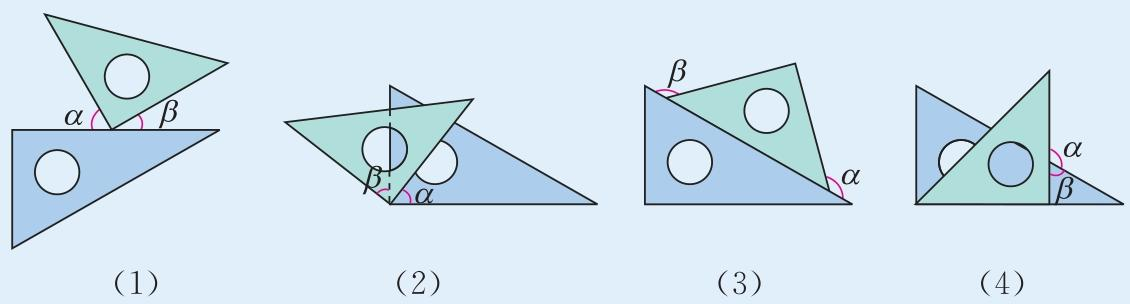 α β
β α
β α
α β
(1) (2) (3) (4)